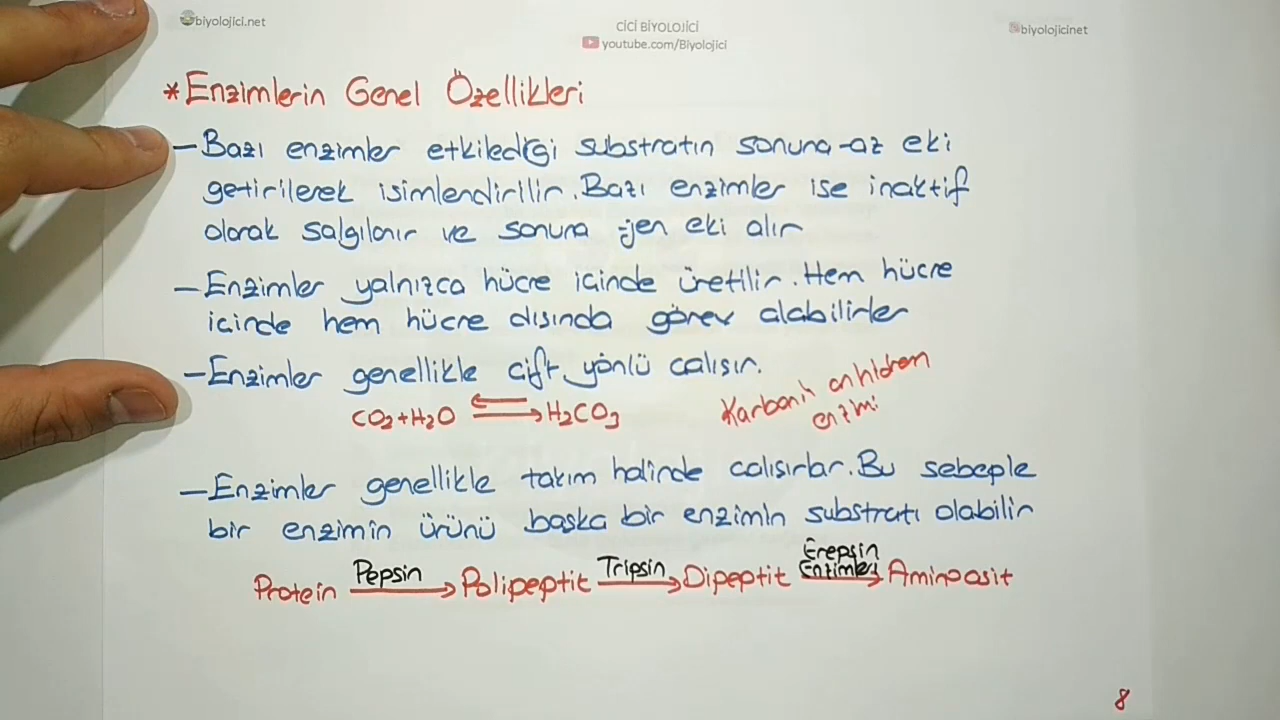 biyolojici.net
CİCİ BİYOLOJİCİ
youtube.com/Biyolojici
biyolojicinet
*Enzimlerin Genel Özellikleri
- Bazı enzimler etkilediği substratın sonuna -az eki
getirilerek isimlendirilir. Bazı enzimler ise inaktif
olarak salgılanır ve sonuna -jen eki alır
- Enzimler yalnızca hücre içinde üretilir. Hem hücre
içinde hem hücre dışında görev alabilirler
- Enzimler genellikle çift yönlü çalışır.
CO2+H2O ⇌ H2CO3
Karbonik anhidraz
enzimi
- Enzimler genellikle takım halinde çalışırlar. Bu sebeple
bir enzimin ürünü başka bir enzimin substratı olabilir
Protein Pepsin → Polipeptit Tripsin → Dipeptit Erepsin Enzimleri → Aminoasit
8